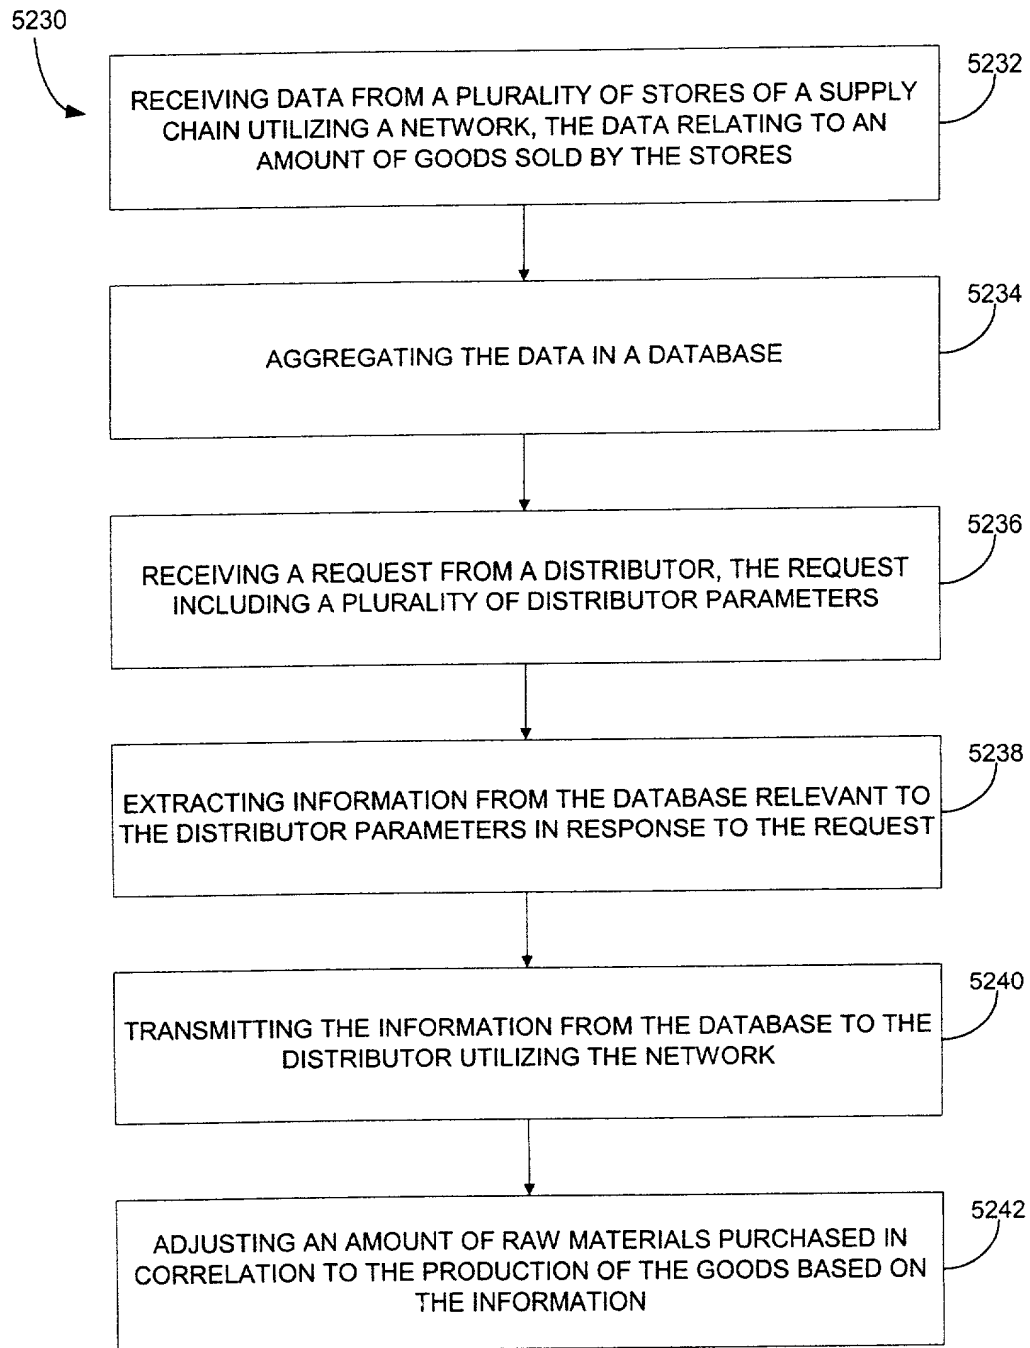 5230
5232
RECEIVING DATA FROM A PLURALITY OF STORES OF A SUPPLY
CHAIN UTILIZING A NETWORK, THE DATA RELATING TO AN
AMOUNT OF GOODS SOLD BY THE STORES
5234
AGGREGATING THE DATA IN A DATABASE
5236
RECEIVING A REQUEST FROM A DISTRIBUTOR, THE REQUEST
INCLUDING A PLURALITY OF DISTRIBUTOR PARAMETERS
5238
EXTRACTING INFORMATION FROM THE DATABASE RELEVANT TO
THE DISTRIBUTOR PARAMETERS IN RESPONSE TO THE REQUEST
5240
TRANSMITTING THE INFORMATION FROM THE DATABASE TO THE
DISTRIBUTOR UTILIZING THE NETWORK
5242
ADJUSTING AN AMOUNT OF RAW MATERIALS PURCHASED IN
CORRELATION TO THE PRODUCTION OF THE GOODS BASED ON
THE INFORMATION